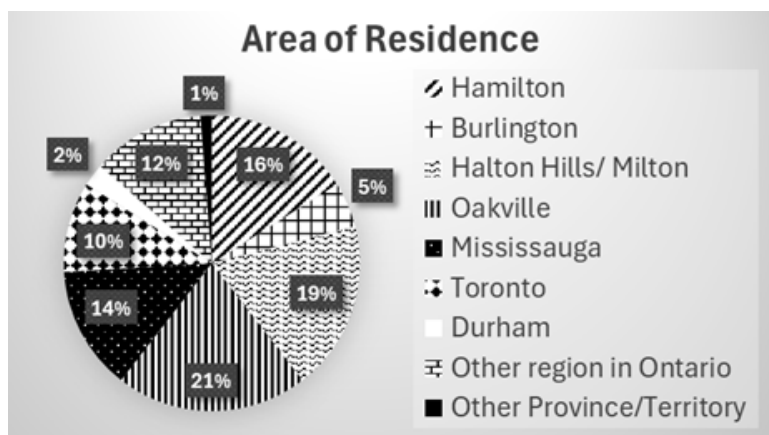 Area of Residence
1%
2%
12%
16%
5%
10%
19%
14%
21%
Hamilton
Burlington
Halton Hills/ Milton
Oakville
Mississauga
Toronto
Durham
Other region in Ontario
Other Province/Territory